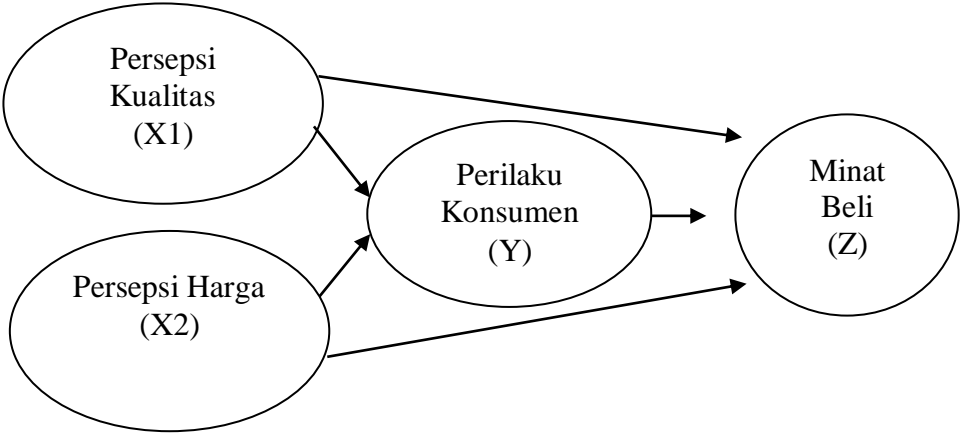 Persepsi
Kualitas
(X1)
Perilaku
Konsumen
(Y)
Minat
Beli
(Z)
Persepsi Harga
(X2)